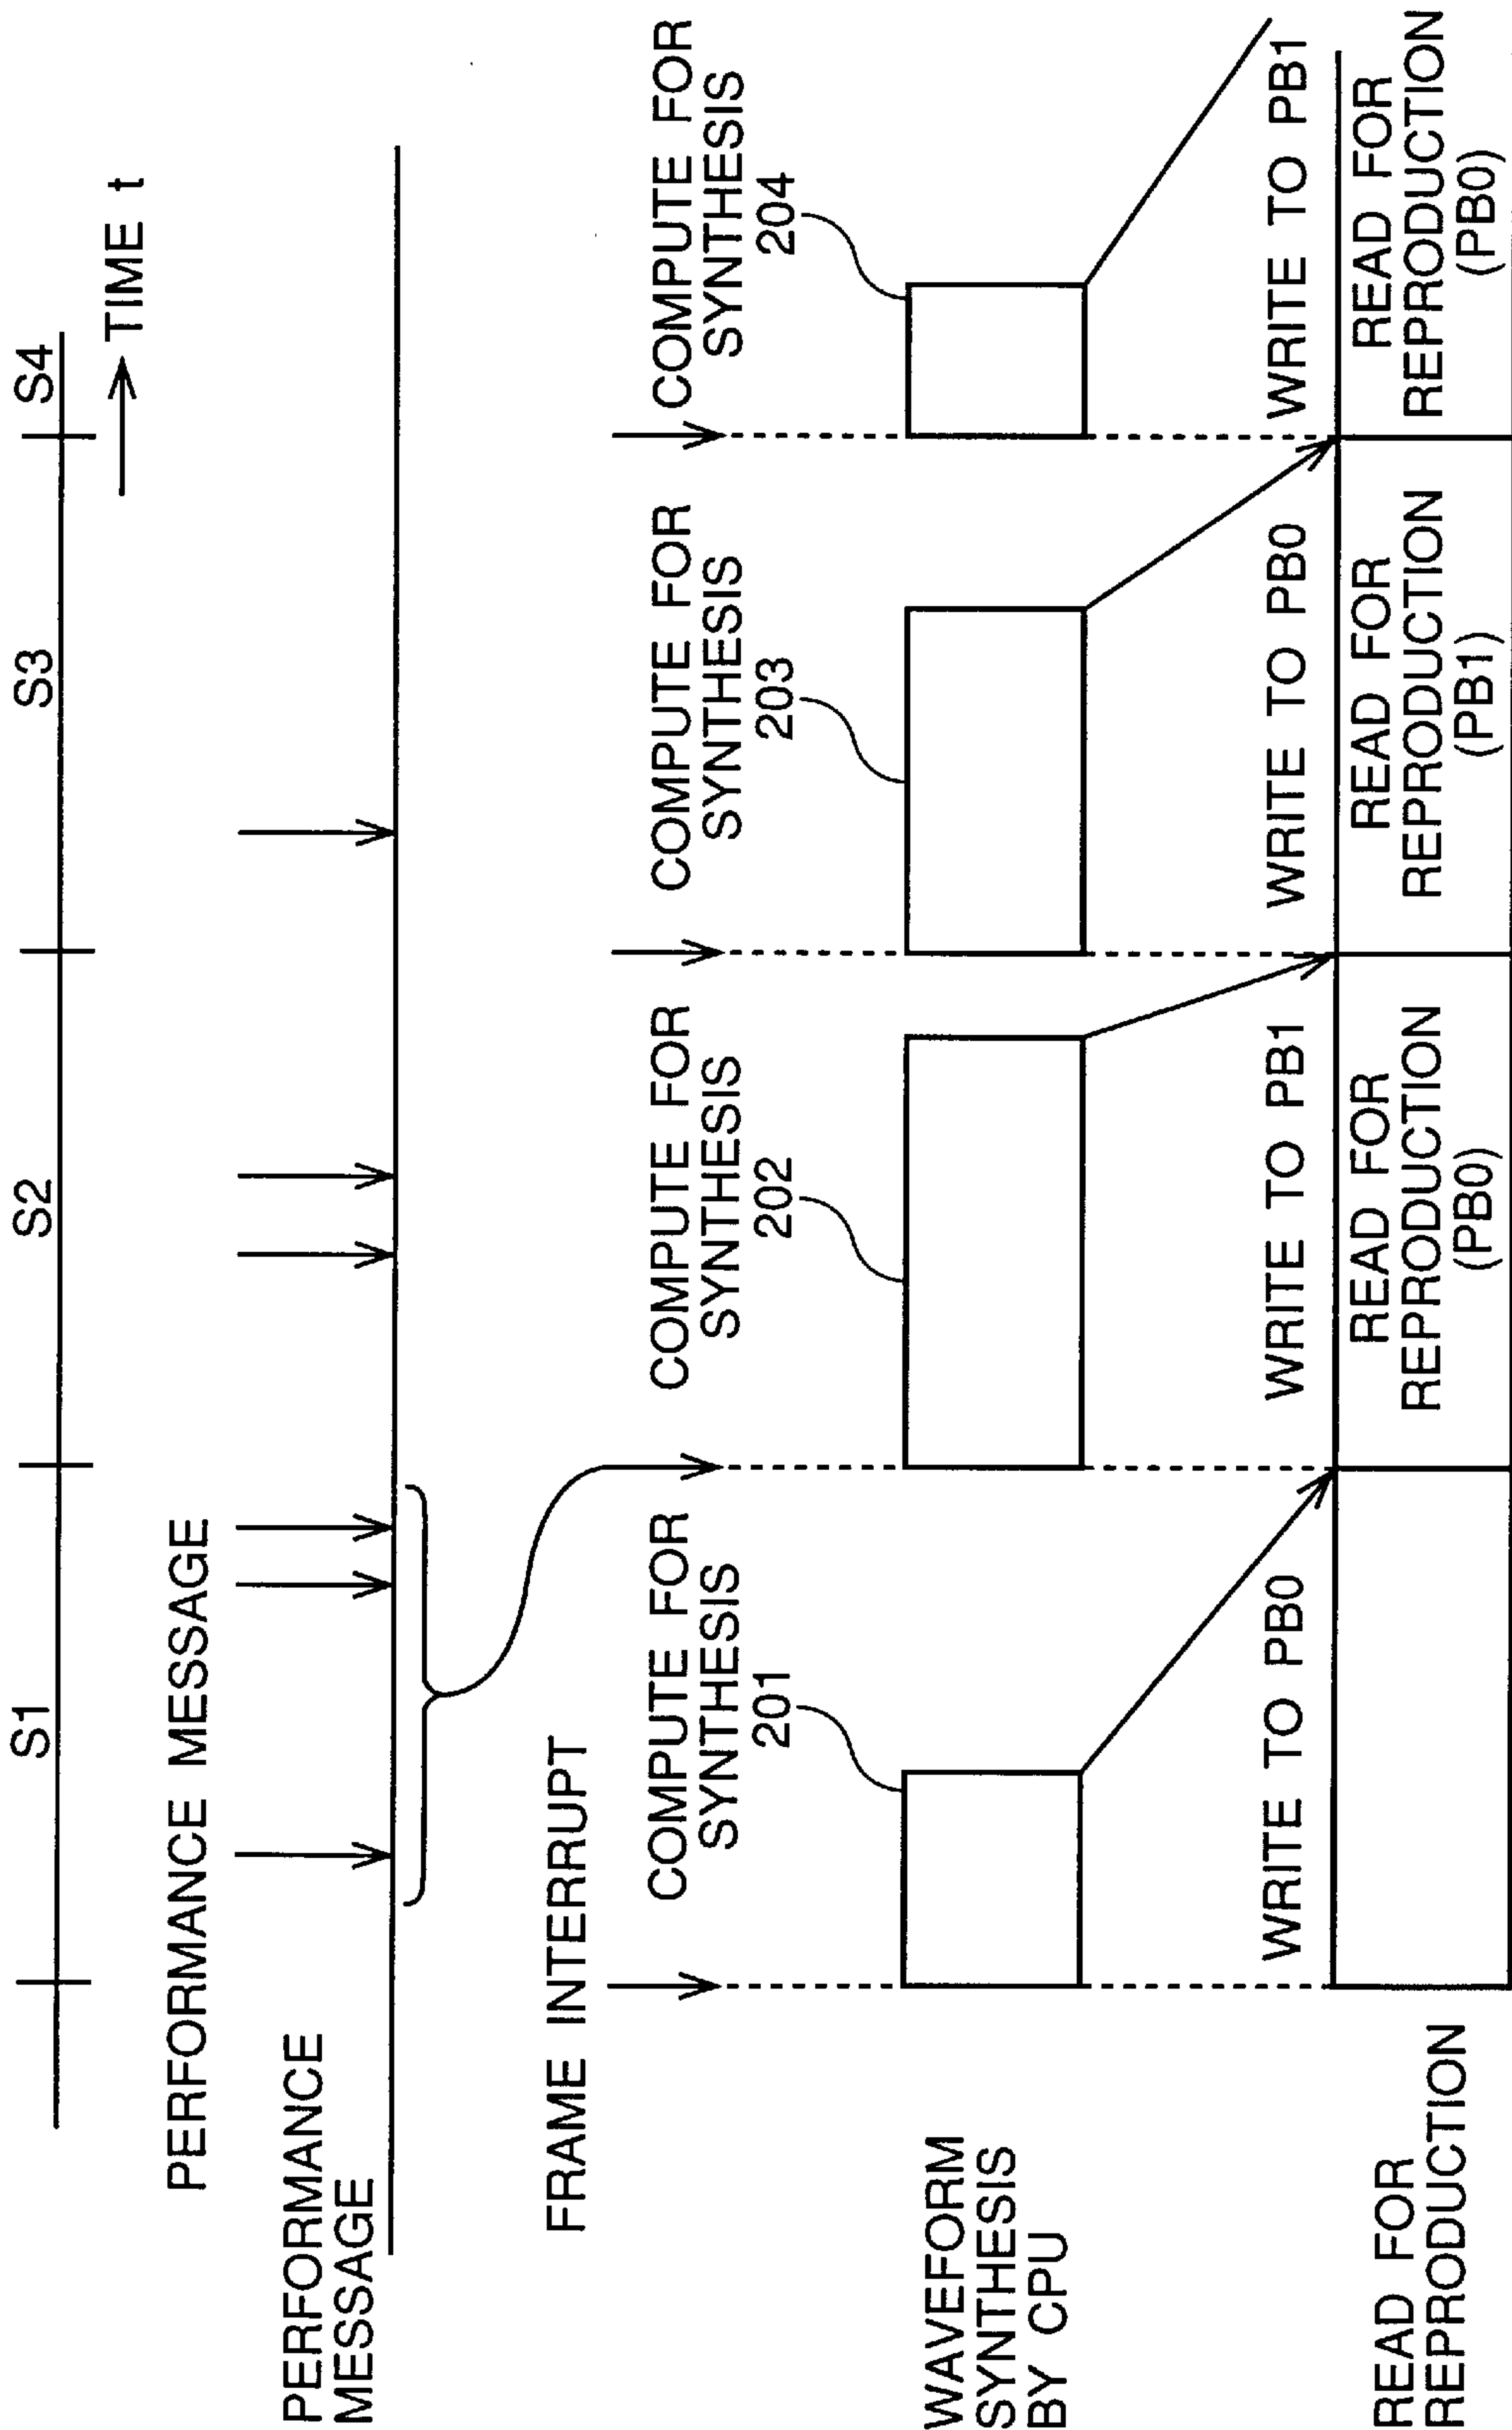 S1
S2
S3
S4
TIME t
PERFORMANCE MESSAGE
PERFORMANCE
MESSAGE
FRAME INTERRUPT
COMPUTE FOR
SYNTHESIS
201
COMPUTE FOR
SYNTHESIS
202
COMPUTE FOR
SYNTHESIS
203
COMPUTE FOR
SYNTHESIS
204
WAVEFORM
SYNTHESIS
BY CPU
WRITE TO PB0
WRITE TO PB1
WRITE TO PB0
WRITE TO PB1
READ FOR
REPRODUCTION
READ FOR
REPRODUCTION
(PB0)
READ FOR
REPRODUCTION
(PB1)
READ FOR
REPRODUCTION
(PB0)